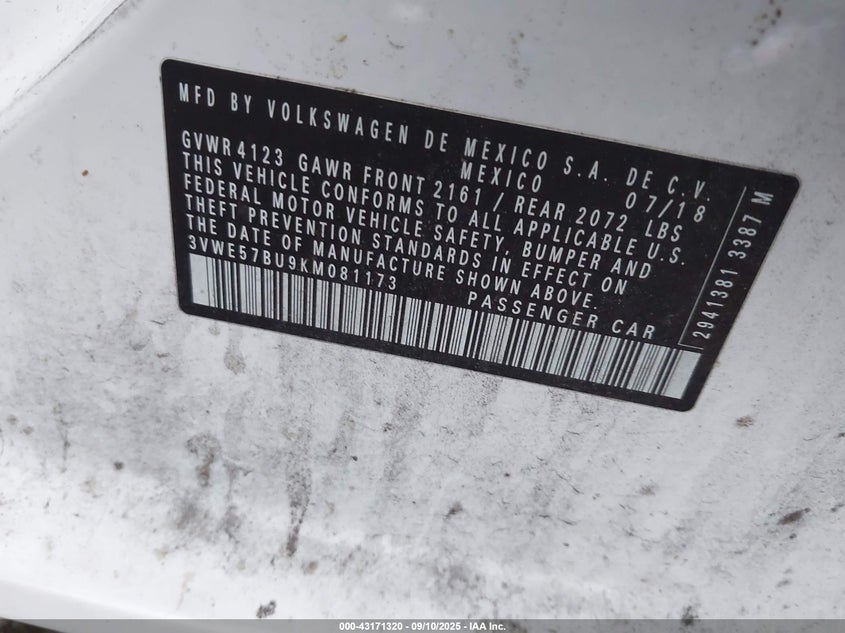 MFD BY VOLKSWAGEN DE MEXICO S.A. DE C.V.
MEXICO
07/18
GVWR 4123 GAWR FRONT 2161 / REAR 2072 LBS
THIS VEHICLE CONFORMS TO ALL APPLICABLE U.S.
FEDERAL MOTOR VEHICLE SAFETY, BUMPER AND
THEFT PREVENTION STANDARDS IN EFFECT ON
THE DATE OF MANUFACTURE SHOWN ABOVE.
3VWE57BU9KM081173
PASSENGER CAR
2941381 3387 M
000-43171320 - 09/10/2025 - IAA Inc.